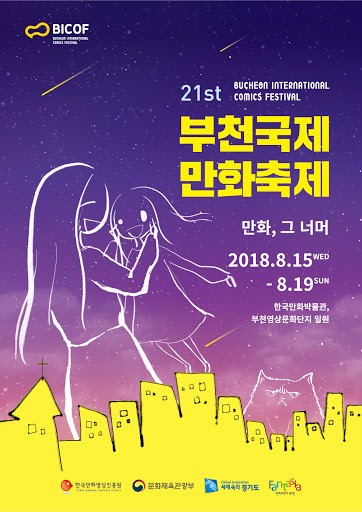 BICOF
BUCHEON INTERNATIONAL
COMICS FESTIVAL
21st
BUCHEON INTERNATIONAL
COMICS FESTIVAL
부천국제
만화축제
만화, 그 너머
2018.8.15WED
- 8.19SUN
한국만화박물관,
부천영상문화단지 일원
한국만화영상진흥원
문화체육관광부
Global Inspiration
세계속의 경기도
Fantasia